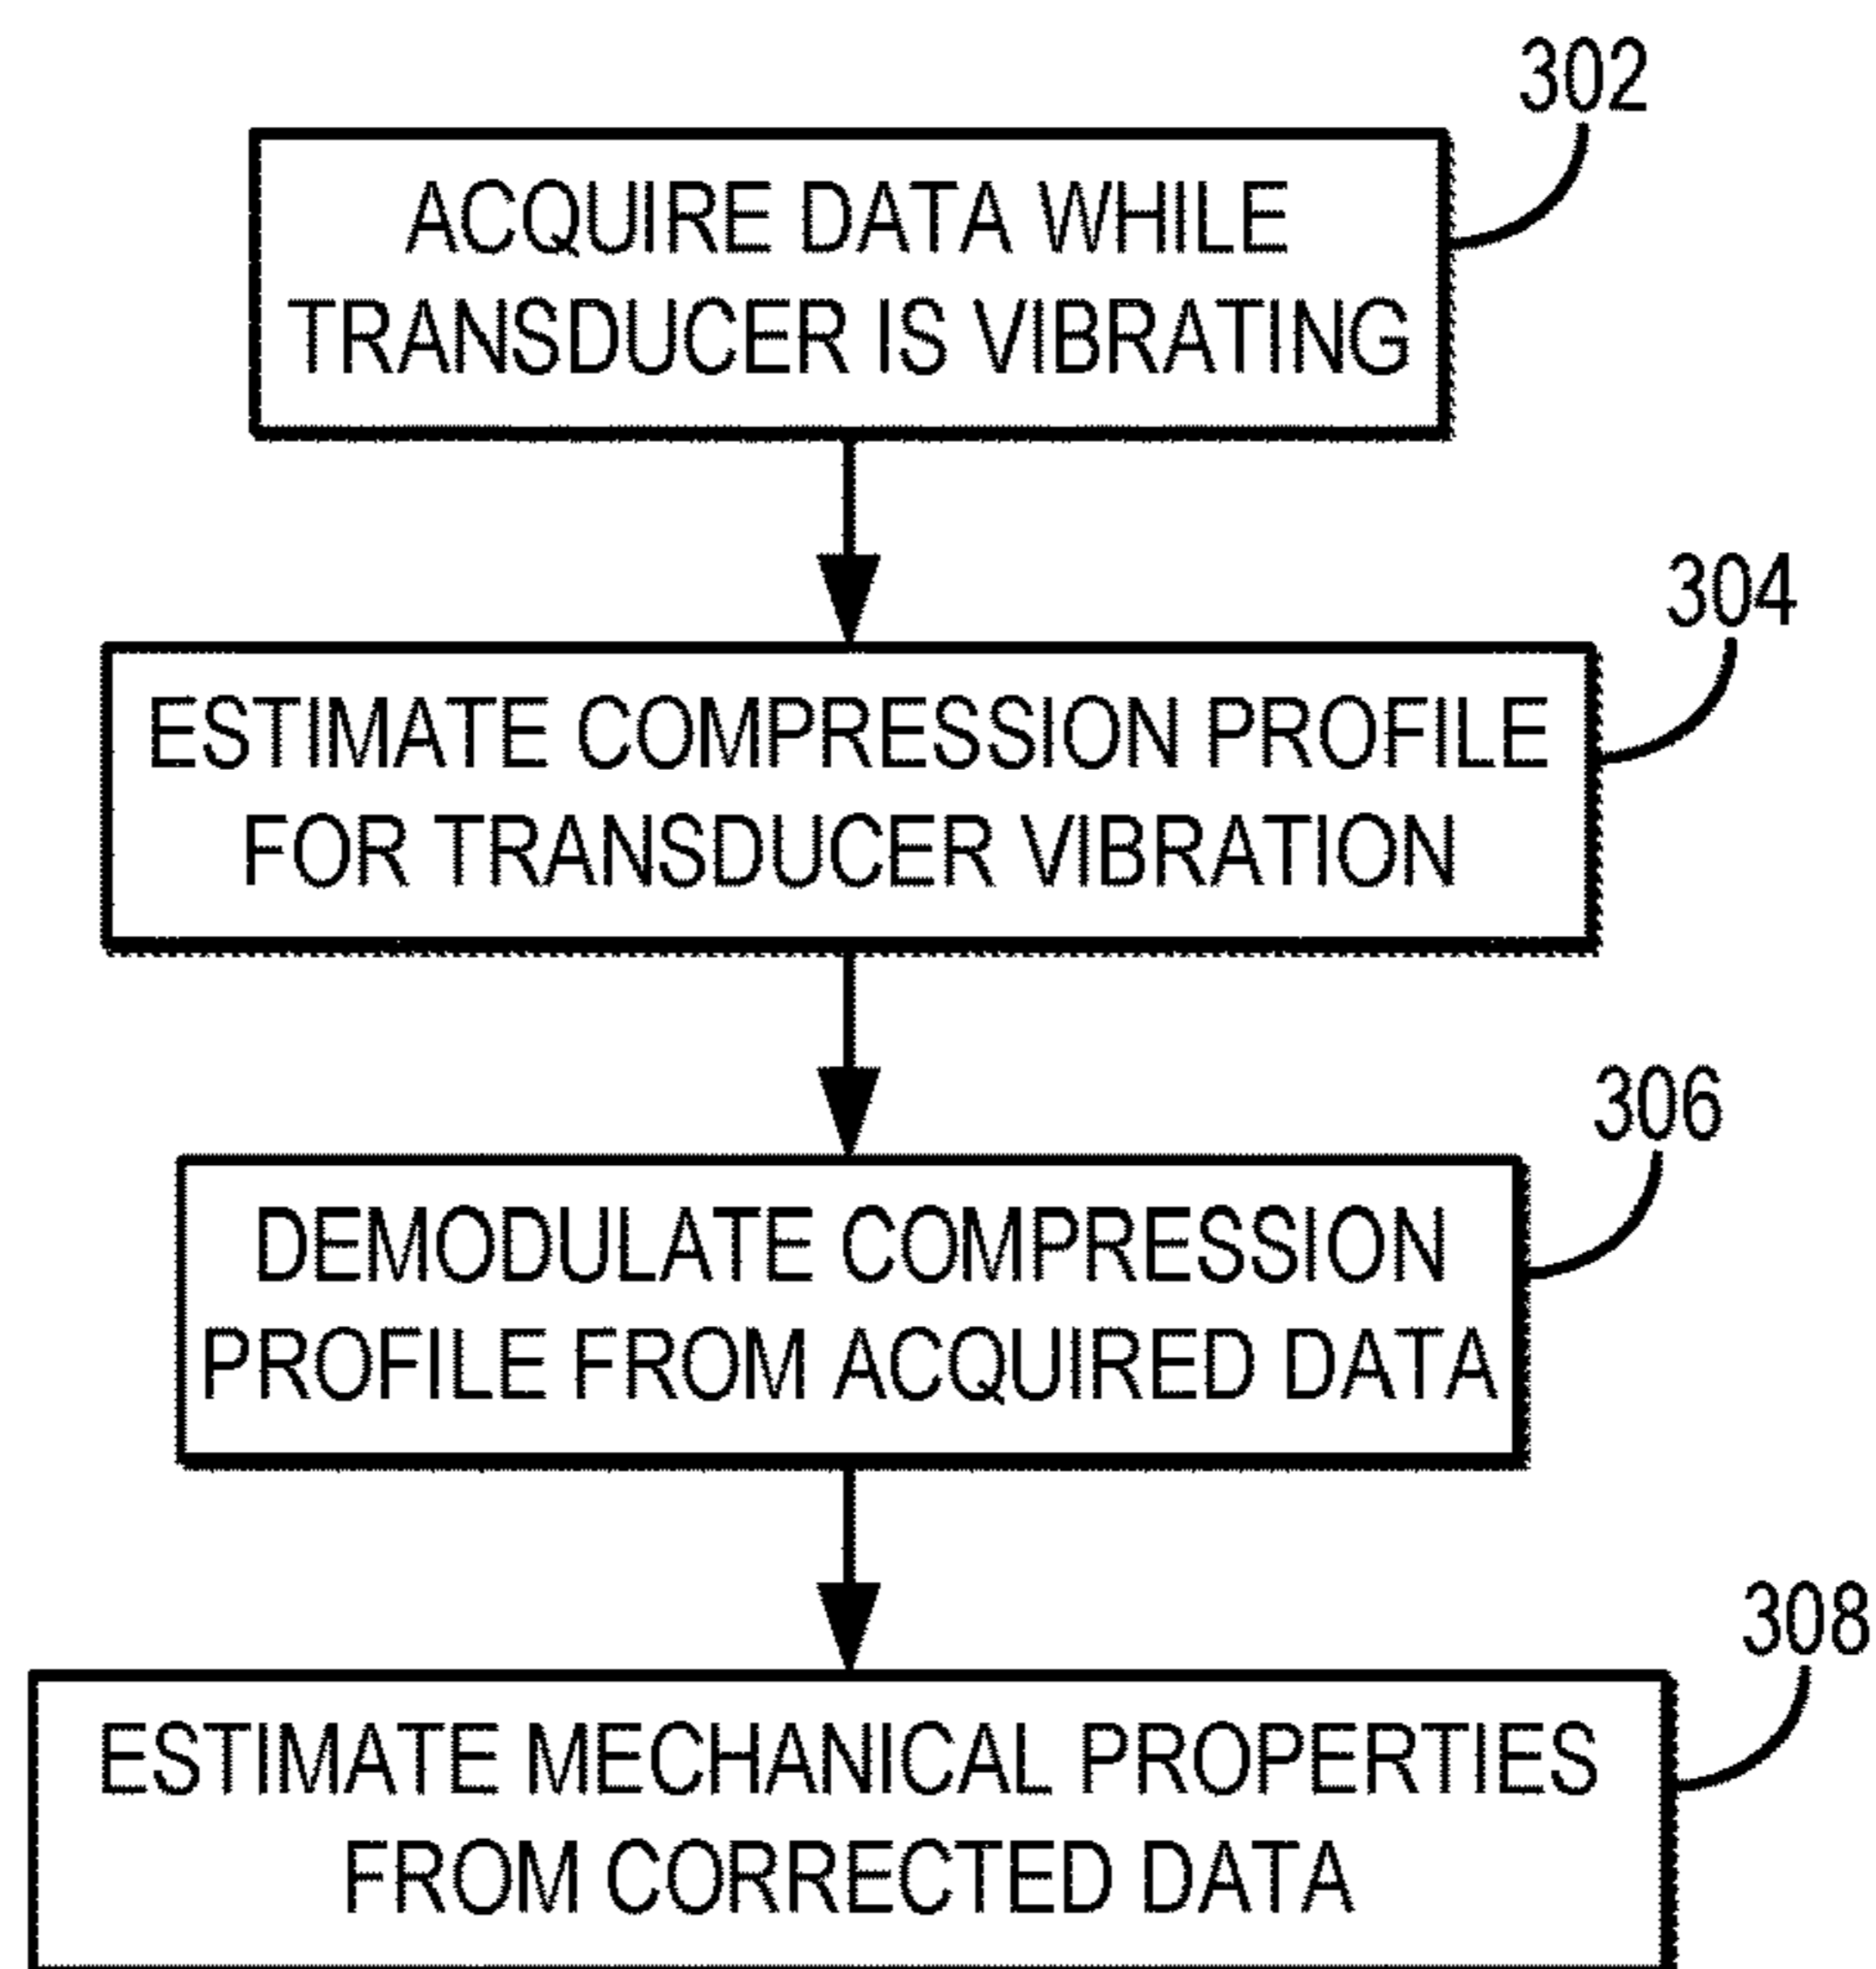 302
ACQUIRE DATA WHILE
TRANSDUCER IS VIBRATING
304
ESTIMATE COMPRESSION PROFILE
FOR TRANSDUCER VIBRATION
306
DEMODULATE COMPRESSION
PROFILE FROM ACQUIRED DATA
308
ESTIMATE MECHANICAL PROPERTIES
FROM CORRECTED DATA